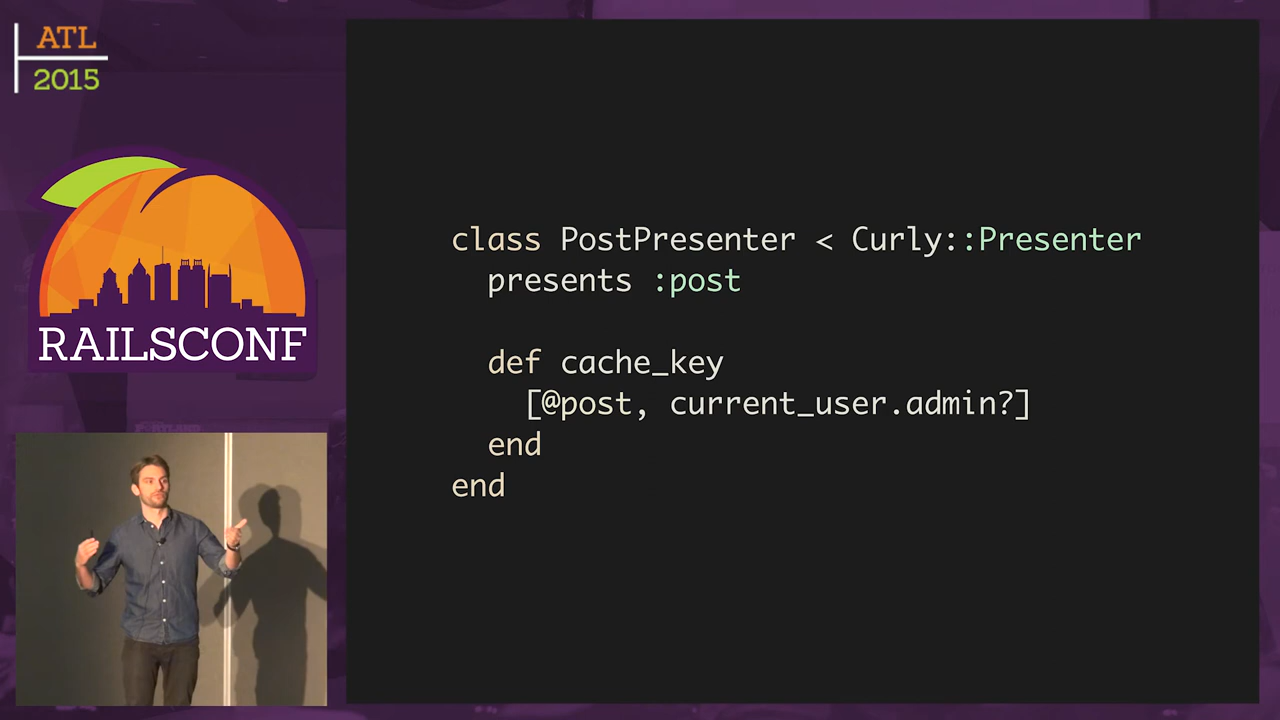 ATL
2015
RAILSCONF
class PostPresenter < Curly::Presenter
  presents :post

  def cache_key
    [@post, current_user.admin?]
  end
end